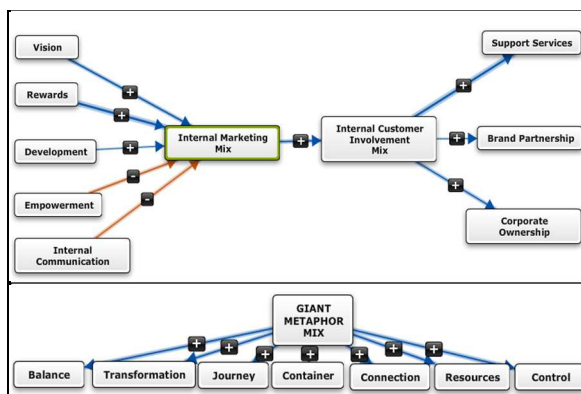 Vision
Rewards
Development
Empowerment
Internal
Communication
+
+
+
-
-
Internal Marketing
Mix
+
Internal Customer
Involvement
Mix
+
+
+
Support Services
Brand Partnership
Corporate
Ownership
GIANT
METAPHOR
MIX
+
+
+
+
+
+
+
Balance
Transformation
Journey
Container
Connection
Resources
Control